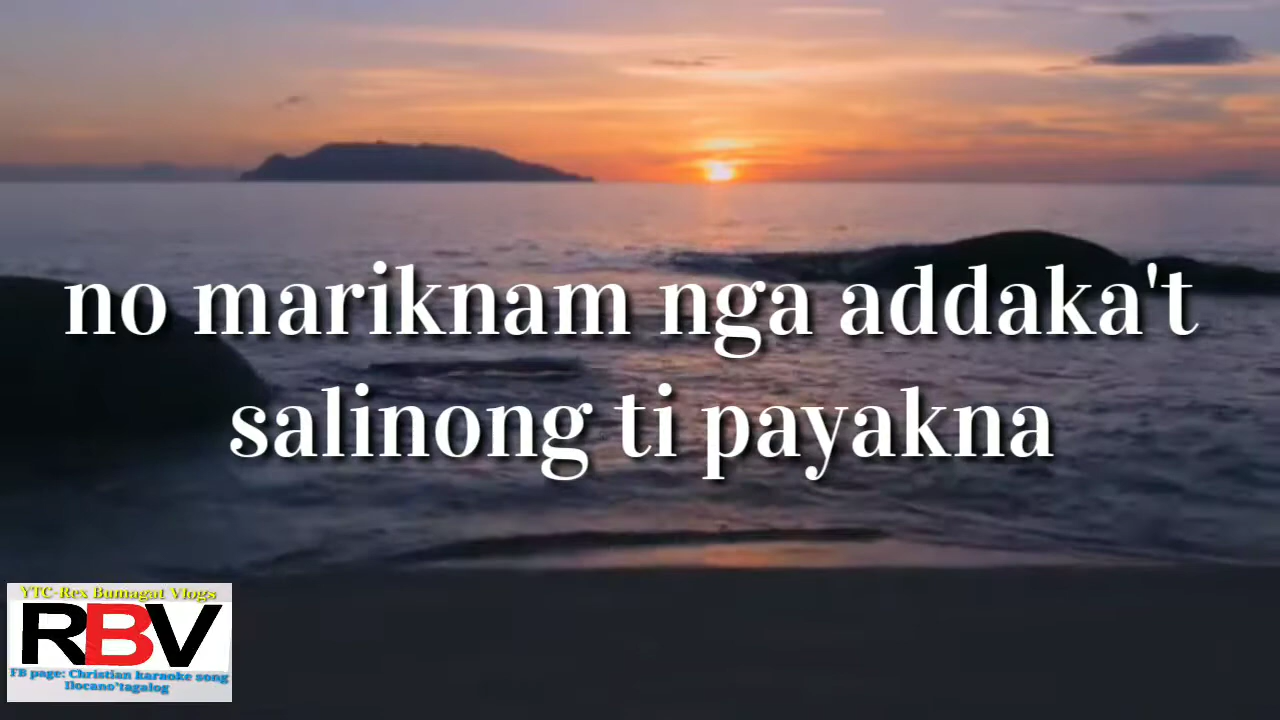 no mariknam nga addaka't
salinong ti payakna
YTC-Rex Bumagat Vlogs
RBV
FB page: Christian karaoke song
Ilocano'tagalog